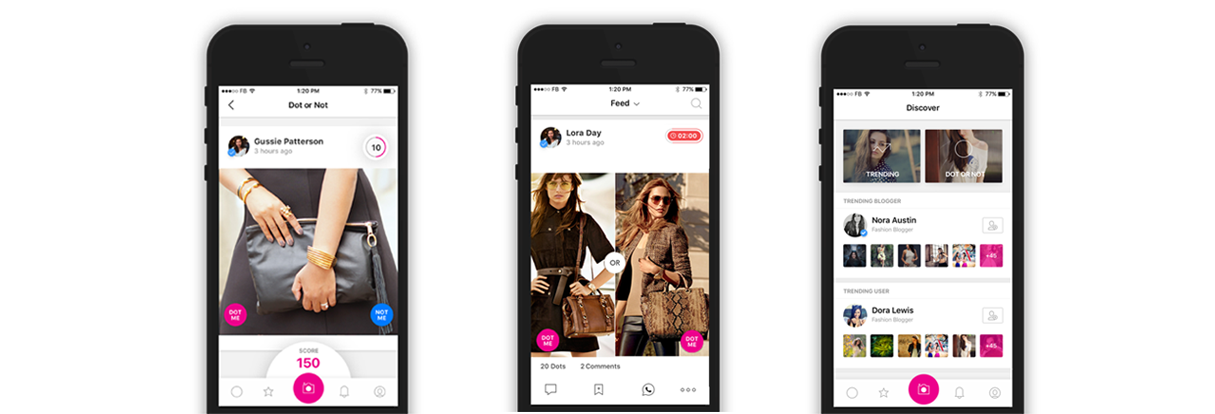 FB
1:20 PM
77%
Dot or Not
Gussie Patterson
3 hours ago
10
DOT
ME
NOT
ME
SCORE
150
FB
1:20 PM
77%
Feed
Lora Day
3 hours ago
02:00
OR
DOT
ME
DOT
ME
20 Dots
2 Comments
FB
1:20 PM
77%
Discover
TRENDING
DOT OR NOT
TRENDING BLOGGER
Nora Austin
Fashion Blogger
+45
TRENDING USER
Dora Lewis
Fashion Blogger
+45